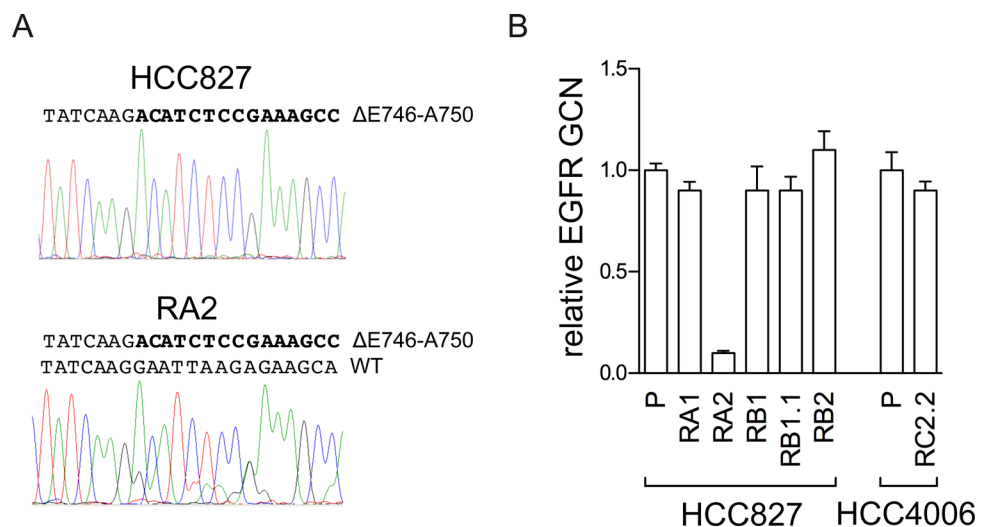 A
HCC827
TATCAAGACATCTCCGAAAGCC ΔE746-A750
RA2
TATCAAGACATCTCCGAAAGCC ΔE746-A750
TATCAAGGAATTAAGAGAAGCA WT
B
relative EGFR GCN
1.5
1.0
0.5
0.0
P
RA1
RA2
RB1
RB1.1
RB2
P
RC2.2
HCC827
HCC4006